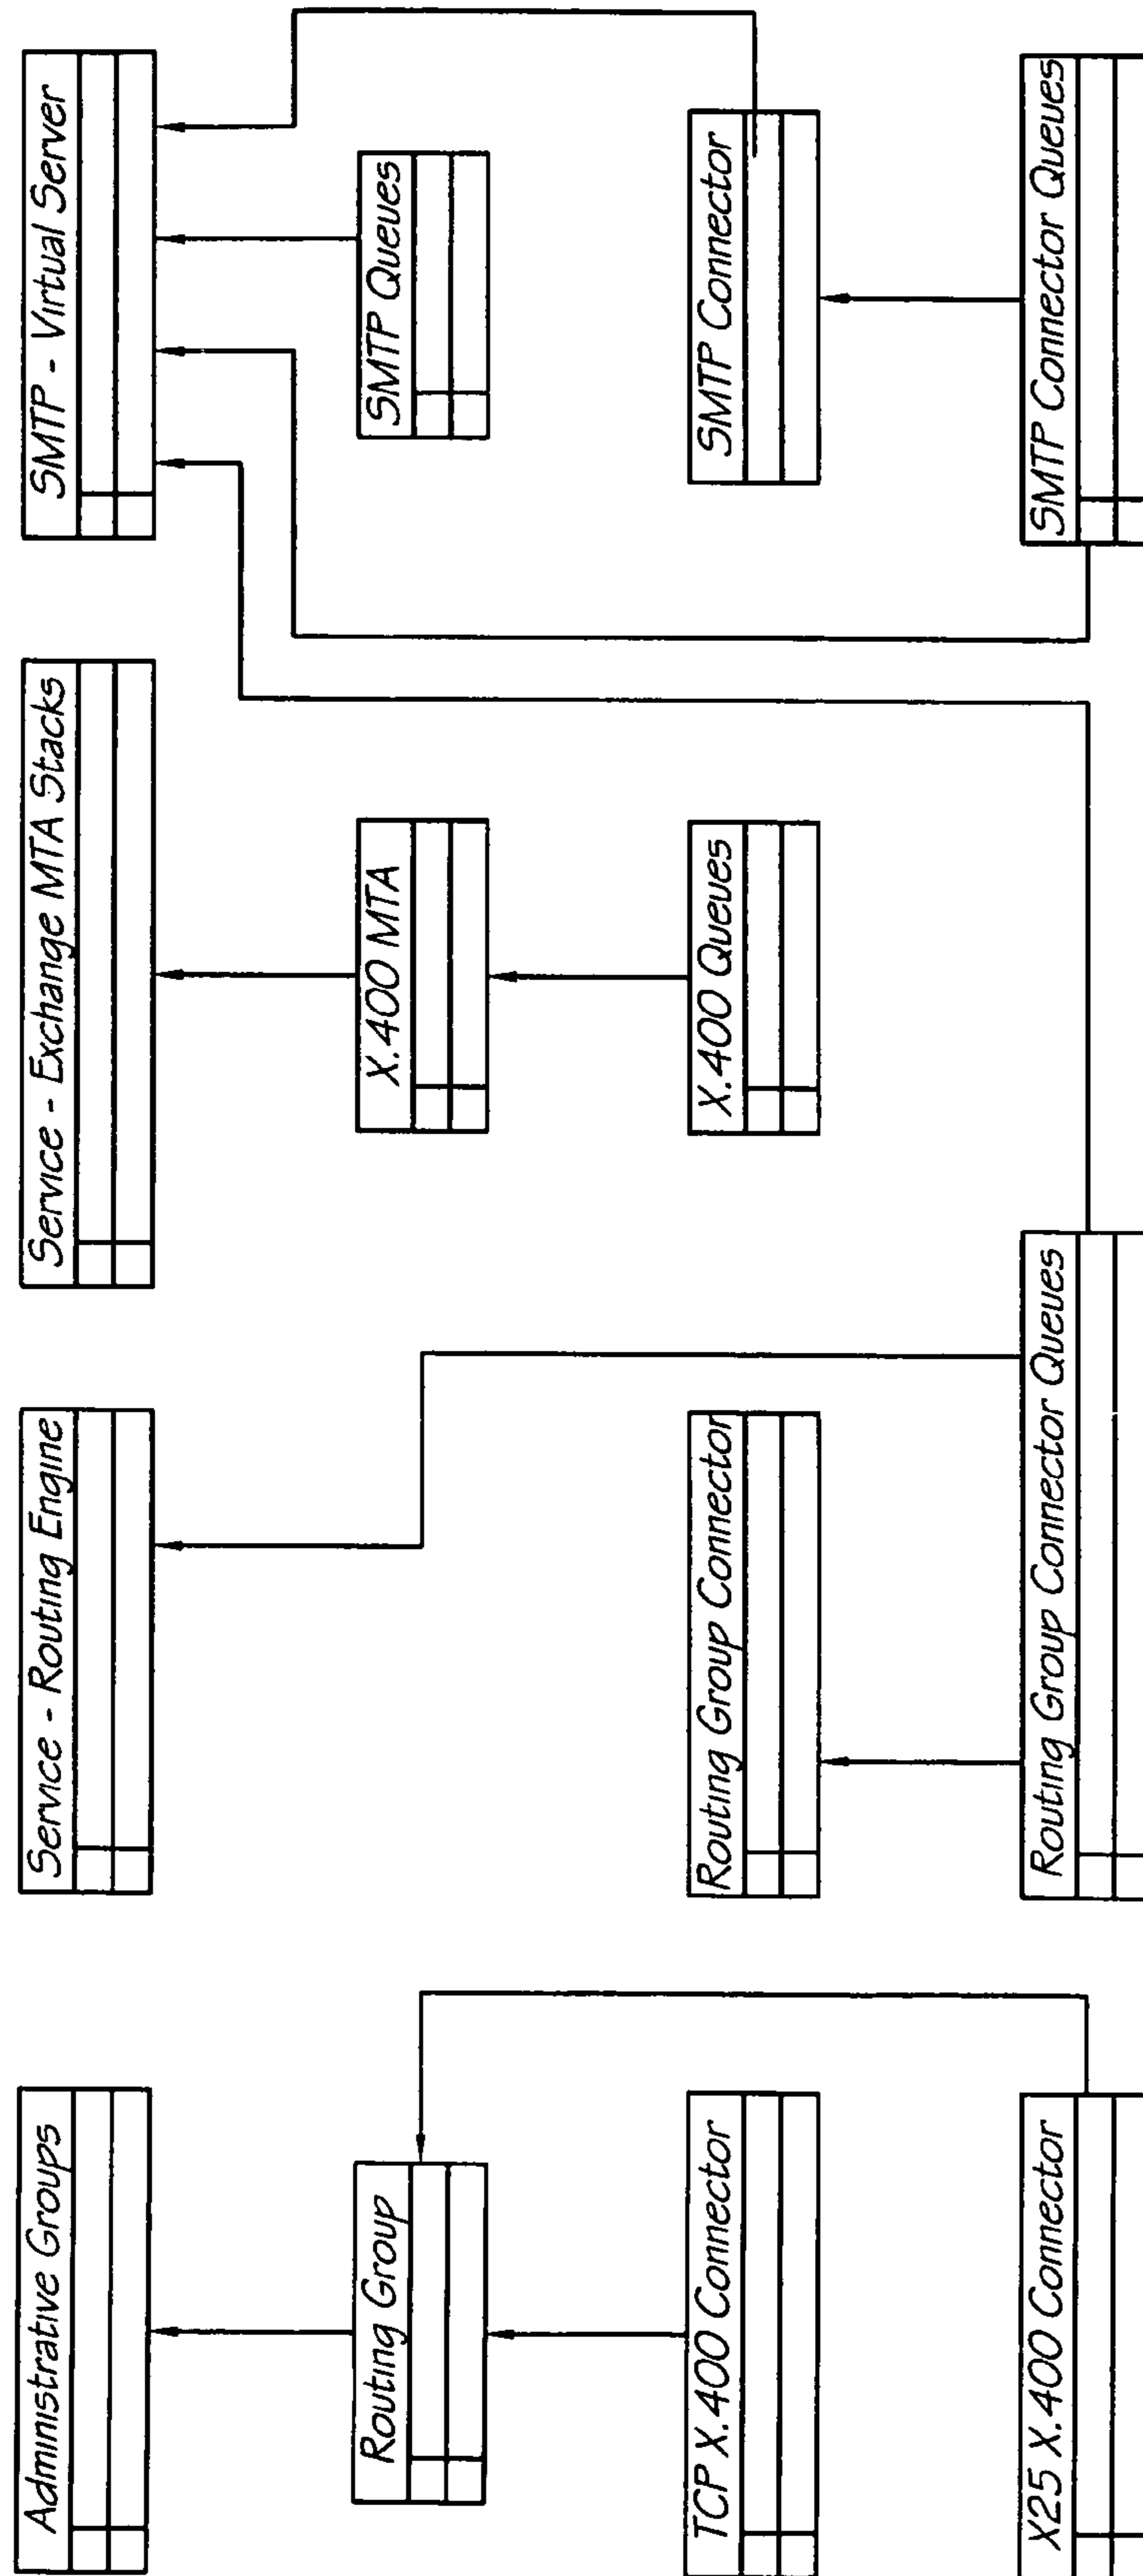 Administrative Groups
Service - Routing Engine
Service - Exchange MTA Stacks
SMTP - Virtual Server
Routing Group
X.400 MTA
SMTP Queues
TCP X.400 Connector
Routing Group Connector
X.400 Queues
SMTP Connector
X25 X.400 Connector
Routing Group Connector Queues
SMTP Connector Queues